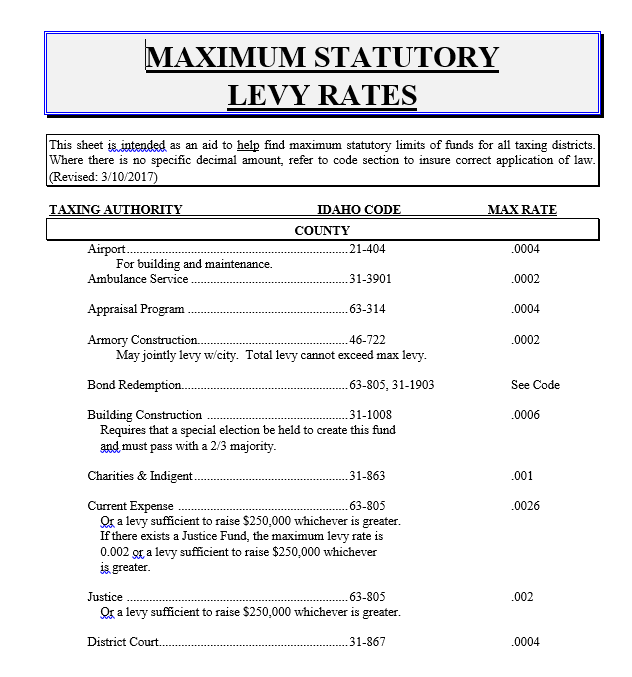 MAXIMUM STATUTORY
LEVY RATES
This sheet is intended as an aid to help find maximum statutory limits of funds for all taxing districts.
Where there is no specific decimal amount, refer to code section to insure correct application of law.
(Revised: 3/10/2017)
TAXING AUTHORITY IDAHO CODE MAX RATE
COUNTY
Airport.......................................................................21-404 .0004
For building and maintenance.
Ambulance Service ...................................................31-3901 .0002
Appraisal Program ....................................................63-314 .0004
Armory Construction.................................................46-722 .0002
May jointly levy w/city. Total levy cannot exceed max levy.
Bond Redemption......................................................63-805, 31-1903 See Code
Building Construction ..............................................31-1008 .0006
Requires that a special election be held to create this fund
and must pass with a 2/3 majority.
Charities & Indigent..................................................31-863 .001
Current Expense .......................................................63-805 .0026
Or a levy sufficient to raise $250,000 whichever is greater.
If there exists a Justice Fund, the maximum levy rate is
0.002 or a levy sufficient to raise $250,000 whichever
is greater.
Justice .......................................................................63-805 .002
Or a levy sufficient to raise $250,000 whichever is greater.
District Court.............................................................31-867 .0004